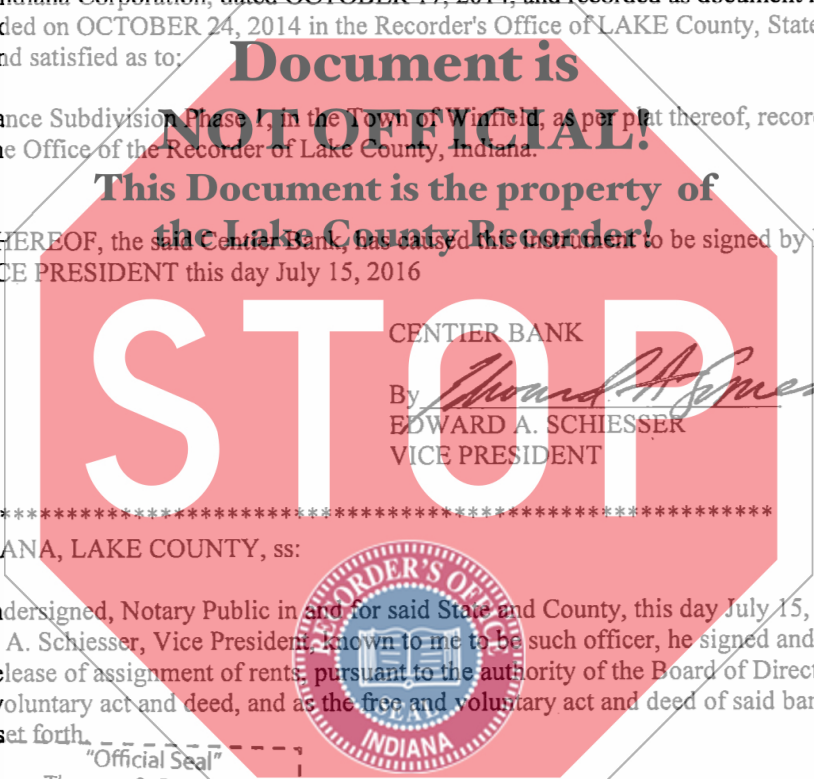 ndiana Corporation, dated OCTOBER 17, 2014, and recorded as document
ded on OCTOBER 24, 2014 in the Recorder's Office of LAKE County, State
nd satisfied as to;
Document is
ance Subdivision Phase 1, in the Town of Winfield, as per plat thereof, recor
NOT OFFICIAL!
e Office of the Recorder of Lake County, Indiana.
This Document is the property of
the Lake County Recorder!
HEREOF, the said Centier Bank, has caused this instrument to be signed by
CE PRESIDENT this day July 15, 2016
STOP
CENTIER BANK
By
EDWARD A. SCHIESSER
VICE PRESIDENT
ANA, LAKE COUNTY, ss:
RECORDER'S OFFICE
dersigned, Notary Public in and for said State and County, this day July 15,
A. Schiesser, Vice President, known to me to be such officer, he signed and
lease of assignment of rents, pursuant to the authority of the Board of Direct
oluntary act and deed, and as the free and voluntary act and deed of said ban
SEAL
set forth.
INDIANA
"Official Seal"